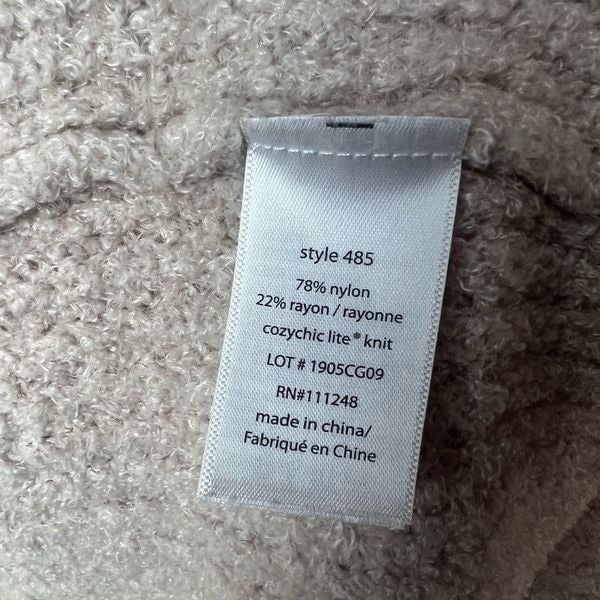 style 485
78% nylon
22% rayon / rayonne
cozychic lite® knit
LOT # 1905CG09
RN#111248
made in china/
Fabriqué en Chine